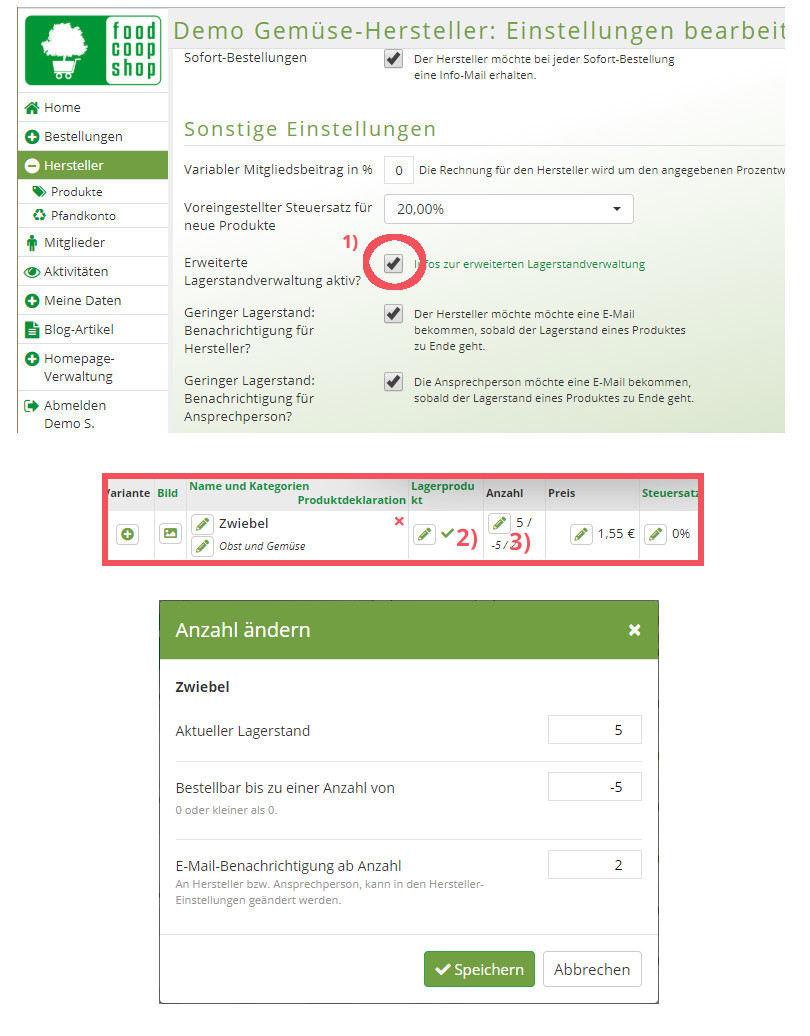 food
coop
shop
Demo Gemüse-Hersteller: Einstellungen bearbeit
Home
Bestellungen
Hersteller
Produkte
Pfandkonto
Mitglieder
Aktivitäten
Meine Daten
Blog-Artikel
Homepage-
Verwaltung
Abmelden
Demo S.
Sofort-Bestellungen
Der Hersteller möchte bei jeder Sofort-Bestellung
eine Info-Mail erhalten.
Sonstige Einstellungen
Variabler Mitgliedsbeitrag in %
0
Die Rechnung für den Hersteller wird um den angegebenen Prozentw
Voreingestellter Steuersatz für
neue Produkte
20,00%
1)
Erweiterte
Lagerstandverwaltung aktiv?
Infos zur erweiterten Lagerstandverwaltung
Geringer Lagerstand:
Benachrichtigung für
Hersteller?
Der Hersteller möchte möchte eine E-Mail
bekommen, sobald der Lagerstand eines Produktes
zu Ende geht.
Geringer Lagerstand:
Benachrichtigung für
Ansprechperson?
Die Ansprechperson möchte eine E-Mail bekommen,
sobald der Lagerstand eines Produktes zu Ende geht.
Variante Bild Name und Kategorien Produktdeklaration
Lagerprodu
kt
Anzahl Preis Steuersatz
Zwiebel
Obst und Gemüse
2)
5 /
-5 /
3)
1,55 €
0%
Anzahl ändern
Zwiebel
Aktueller Lagerstand 5
Bestellbar bis zu einer Anzahl von -5
0 oder kleiner als 0.
E-Mail-Benachrichtigung ab Anzahl 2
An Hersteller bzw. Ansprechperson, kann in den Hersteller-
Einstellungen geändert werden.
Speichern Abbrechen